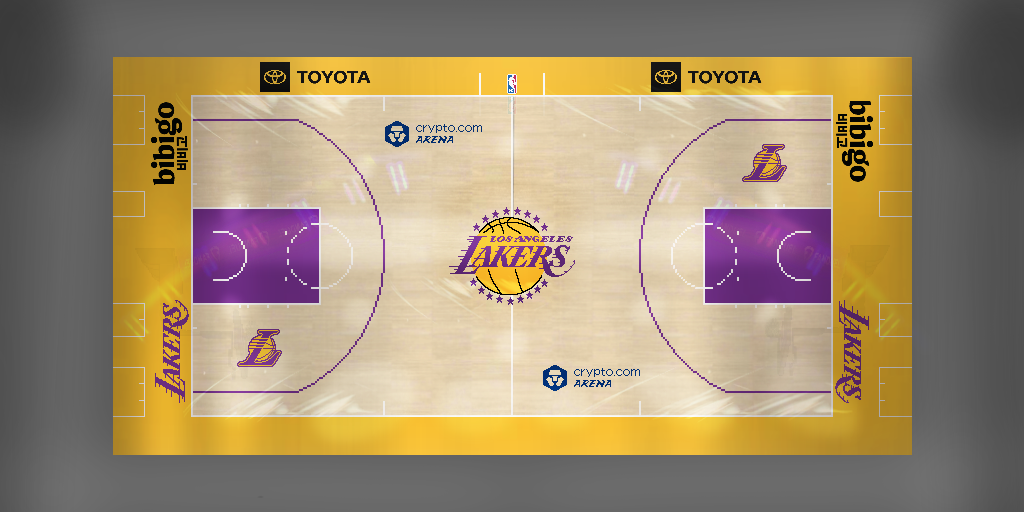 TOYOTA
TOYOTA
bibigo
비비고
crypto.com
ARENA
bibigo
비비고
LOS ANGELES
LAKERS
LAKERS
LAKERS
L
L
crypto.com
ARENA